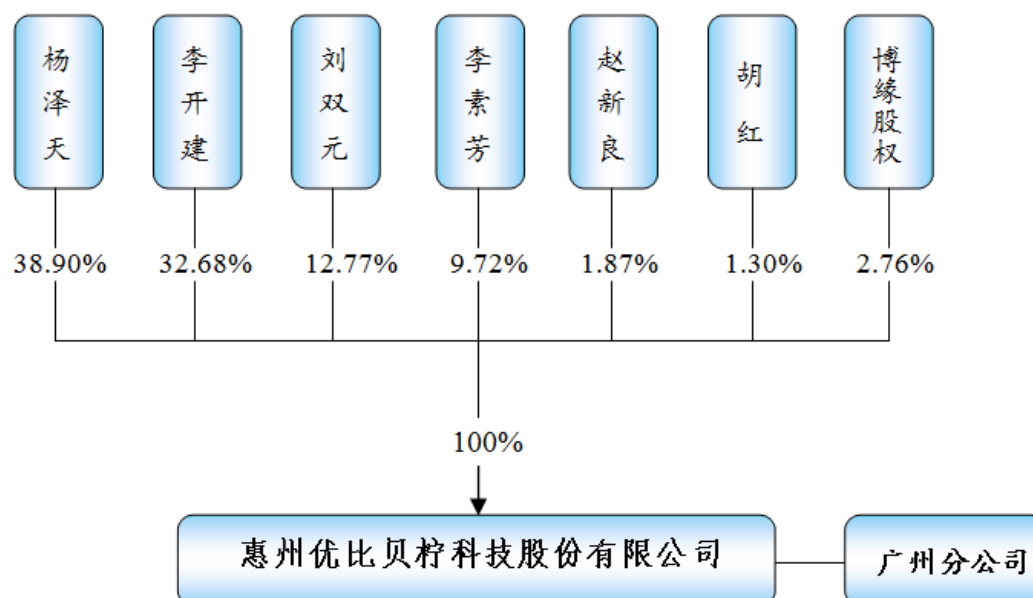 杨泽天
李开建
刘双元
李素芳
赵新良
胡红
博缘股权
38.90%
32.68%
12.77%
9.72%
1.87%
1.30%
2.76%
100%
惠州优比贝柠科技股份有限公司
广州分公司